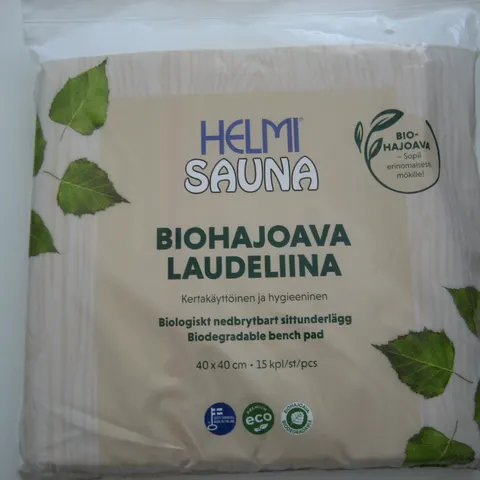 HELMI
SAUNA
BIO-
HAJOAVA
– Sopii
erinomaisesti
mökille!
BIOHAJOAVA
LAUDELIINA
Kertakäyttöinen ja hygieeninen
Biologiskt nedbrytbart sittunderlägg
Biodegradable bench pad
40 x 40 cm • 15 kpl/st/pcs
eco